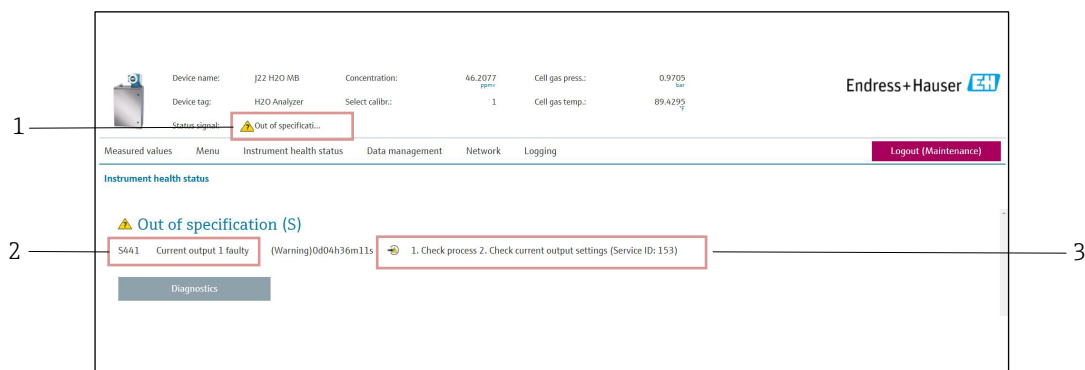 Device name: J22 H2O MB Concentration: 46.2077 ppmv Cell gas press.: 0.9705 bar
Endress+Hauser EH
Device tag: H2O Analyzer Select calibr.: 1 Cell gas temp.: 89.4295 °F
1
Status signal: Out of specificati...
Measured values Menu Instrument health status Data management Network Logging Logout (Maintenance)
Instrument health status
Out of specification (S)
2
S441 Current output 1 faulty (Warning)0d04h36m11s 1. Check process 2. Check current output settings (Service ID: 153)
3
Diagnostics